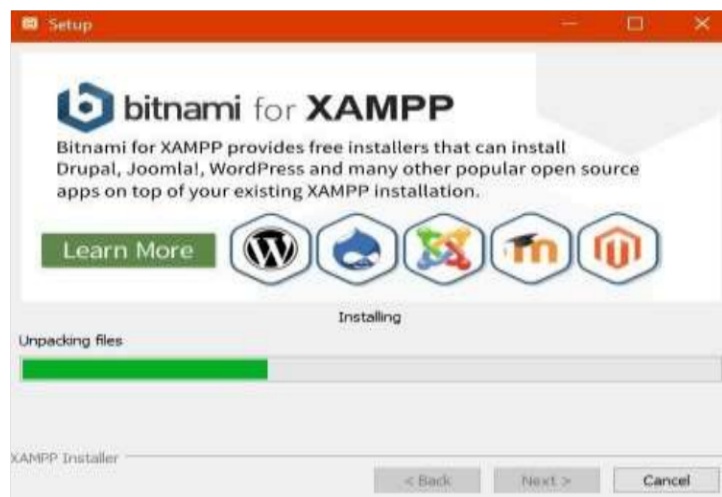 Setup
bitnami for XAMPP
Bitnami for XAMPP provides free installers that can install
Drupal, Joomla!, WordPress and many other popular open source
apps on top of your existing XAMPP installation.
Learn More
Installing
Unpacking files
XAMPP Installer
< Back Next > Cancel